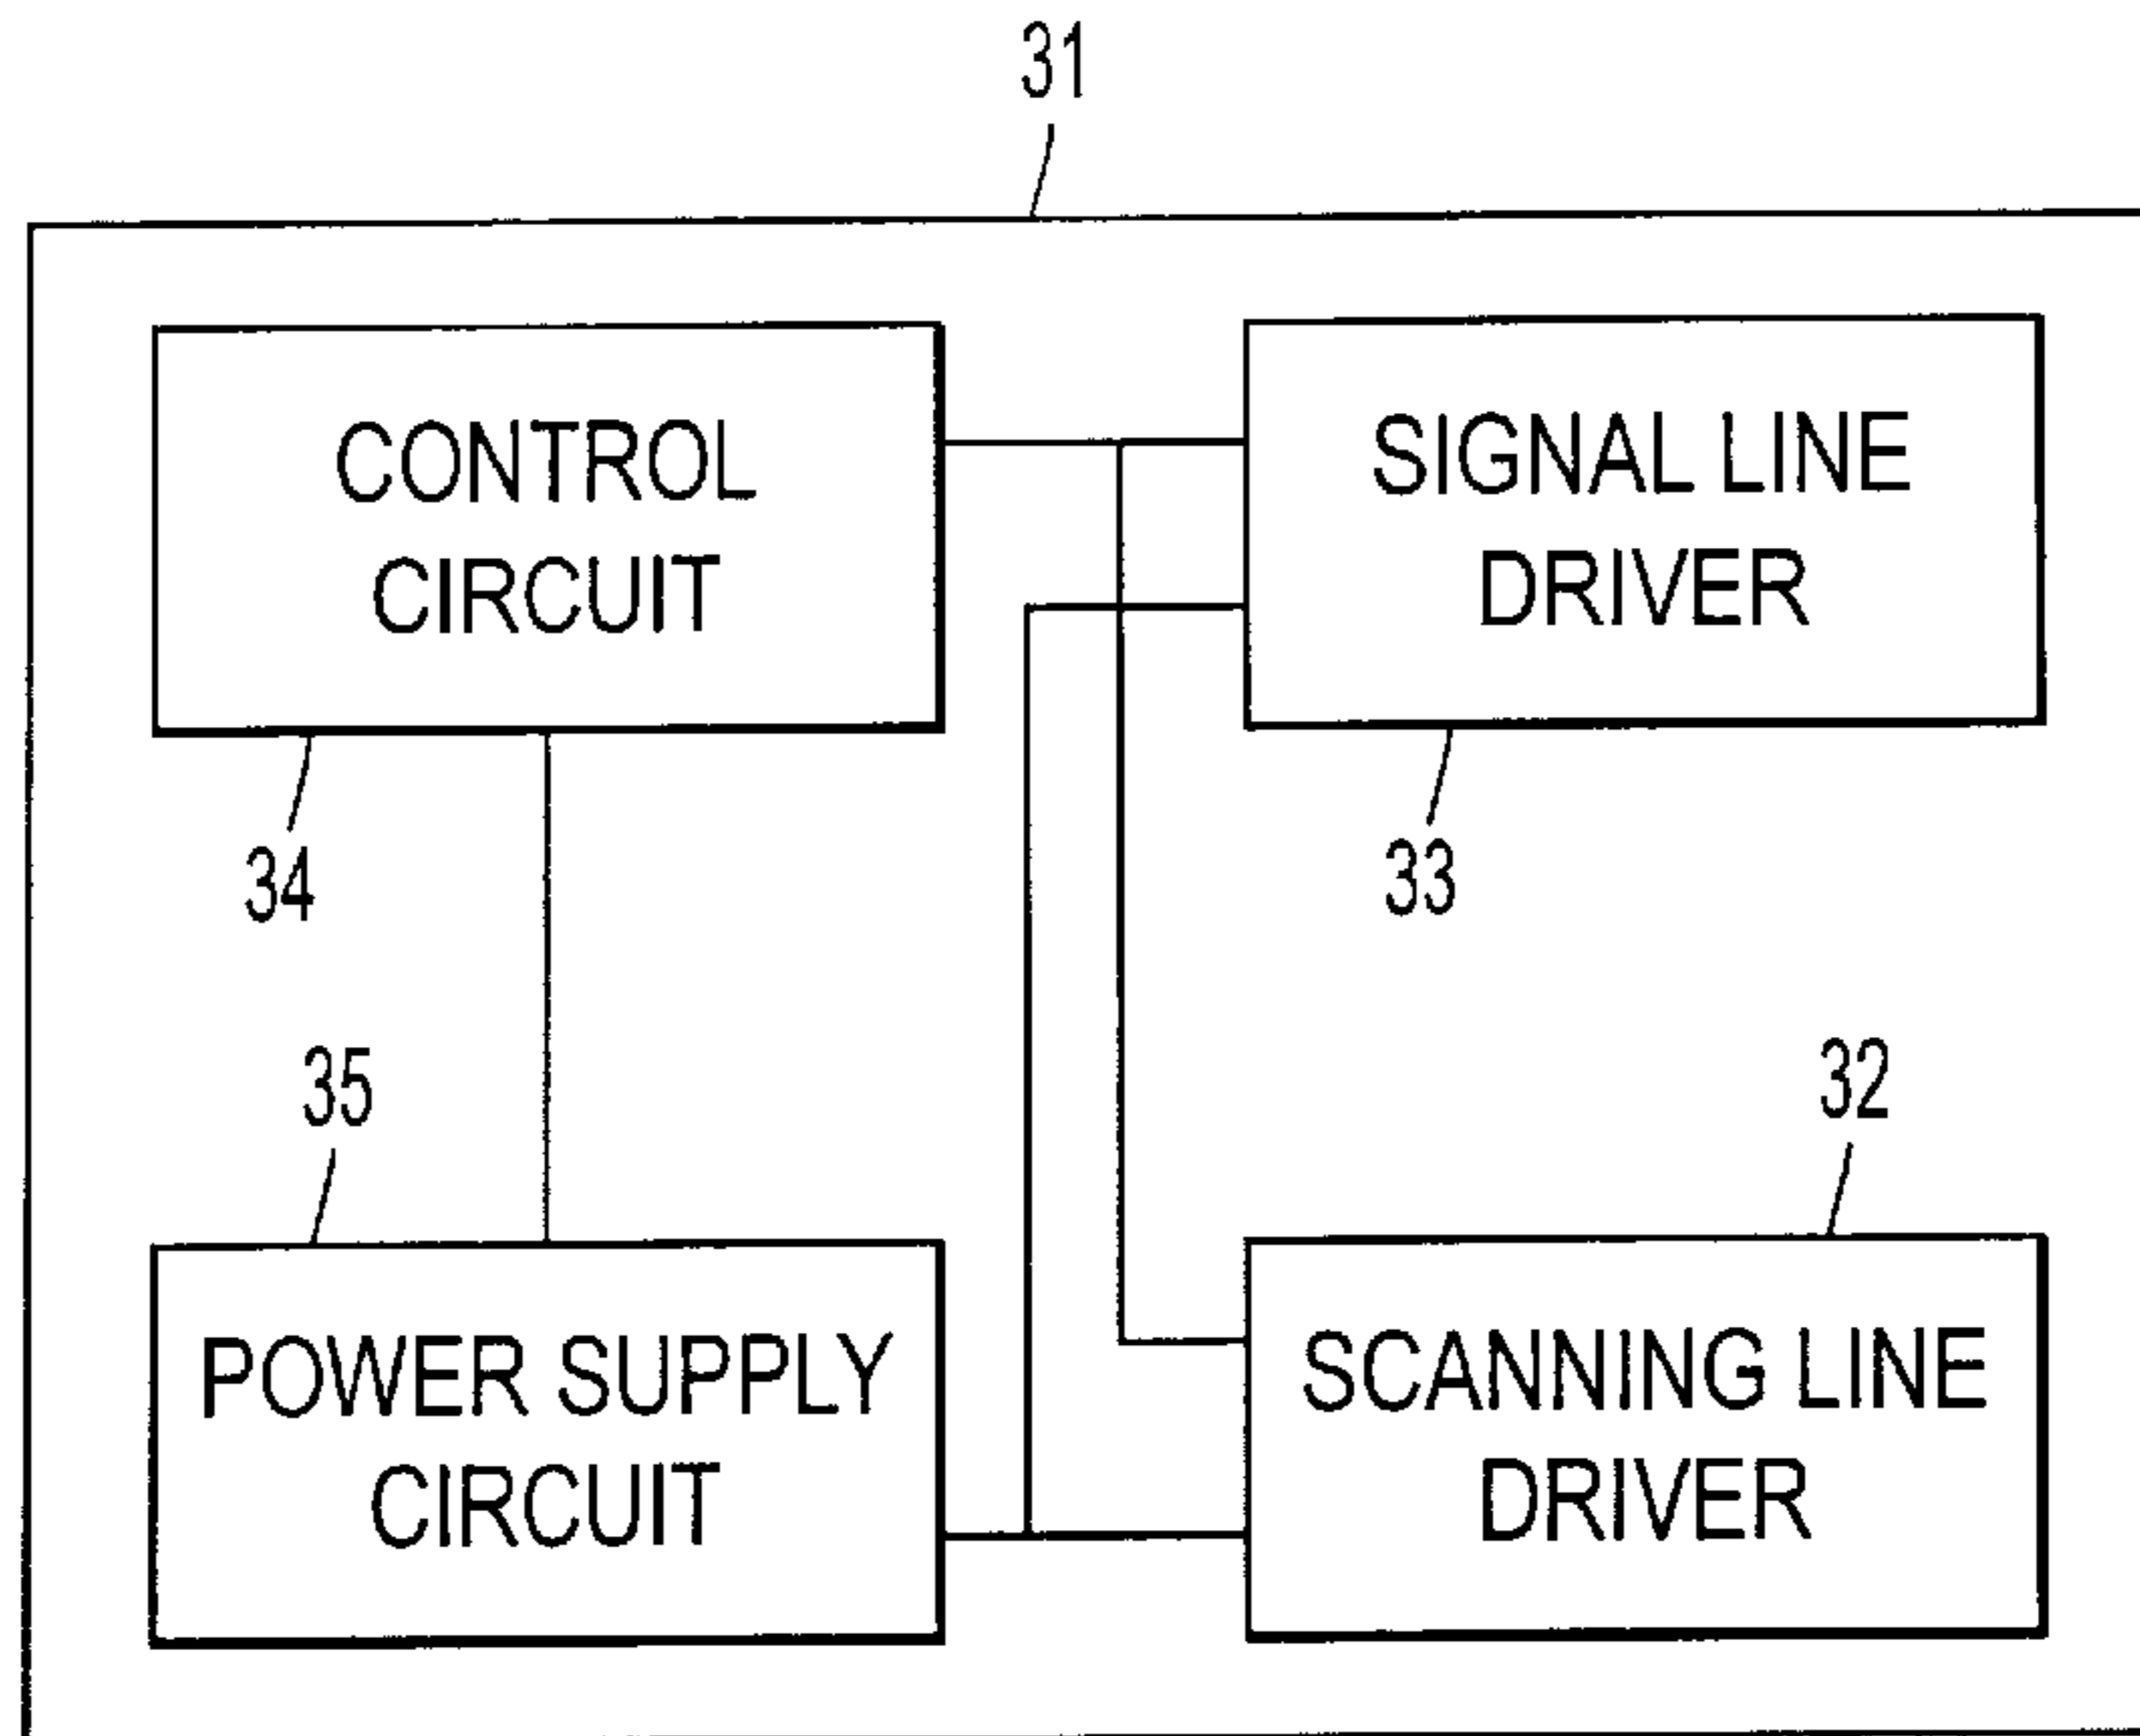 31
CONTROL
CIRCUIT
34
SIGNAL LINE
DRIVER
33
35
POWER SUPPLY
CIRCUIT
32
SCANNING LINE
DRIVER